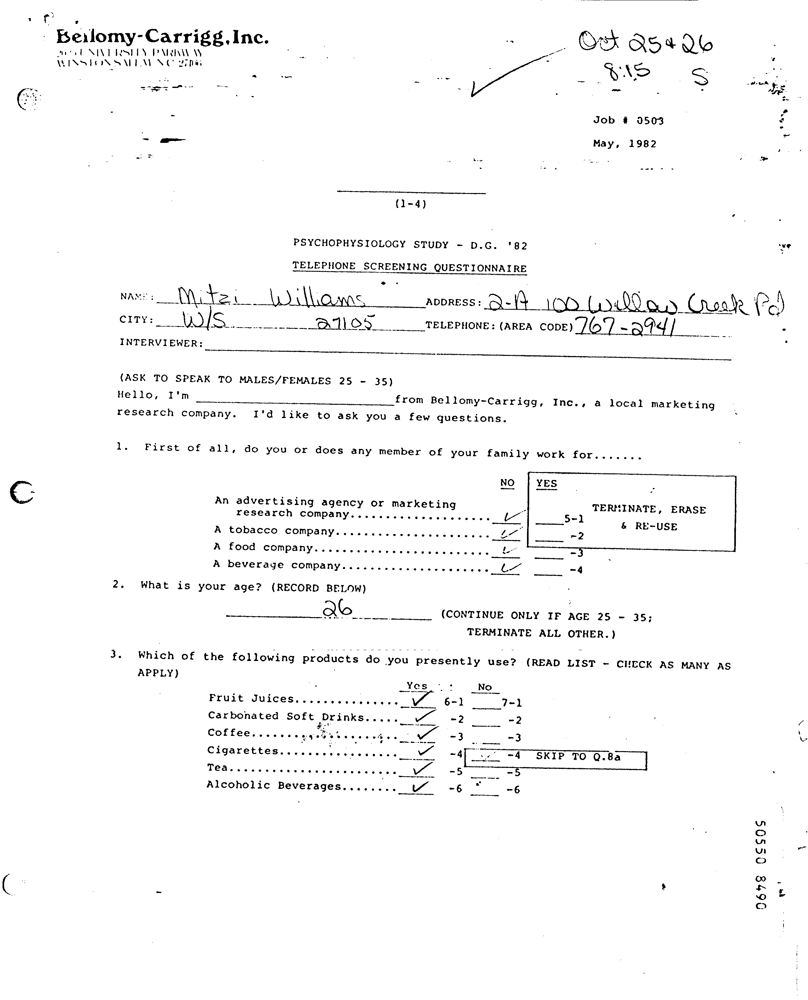 Bellomy-Carrigg, Inc.
UNIVERSITY PARKWAY
WINSTON SALEM NC 27106
Oct 25 & 26
8:15 S
Job # 0503
May, 1982
(1-4)
PSYCHOPHYSIOLOGY STUDY - D.G. '82
TELEPHONE SCREENING QUESTIONNAIRE
NAME: Mitzi Williams ADDRESS: 2-A 100 Willow Creek Rd
CITY: W/S 27105 TELEPHONE: (AREA CODE) 767-2941
INTERVIEWER:
(ASK TO SPEAK TO MALES/FEMALES 25 - 35)
Hello, I'm from Bellomy-Carrigg, Inc., a local marketing
research company. I'd like to ask you a few questions.
1. First of all, do you or does any member of your family work for.......
NO YES
An advertising agency or marketing
research company.................... ✓ 5-1 TERMINATE, ERASE
A tobacco company..................... ✓ -2 & RE-USE
A food company........................ ✓ -3
A beverage company.................... ✓ -4
2. What is your age? (RECORD BELOW)
26 (CONTINUE ONLY IF AGE 25 - 35;
TERMINATE ALL OTHER.)
3. Which of the following products do you presently use? (READ LIST - CHECK AS MANY AS
APPLY)
Yes No
Fruit Juices............... ✓ 6-1 7-1
Carbonated Soft Drinks..... ✓ -2 -2
Coffee..................... ✓ -3 -3
Cigarettes................. ✓ -4 -4 SKIP TO Q.8a
Tea........................ ✓ -5 -5
Alcoholic Beverages........ ✓ -6 -6
50550 8490